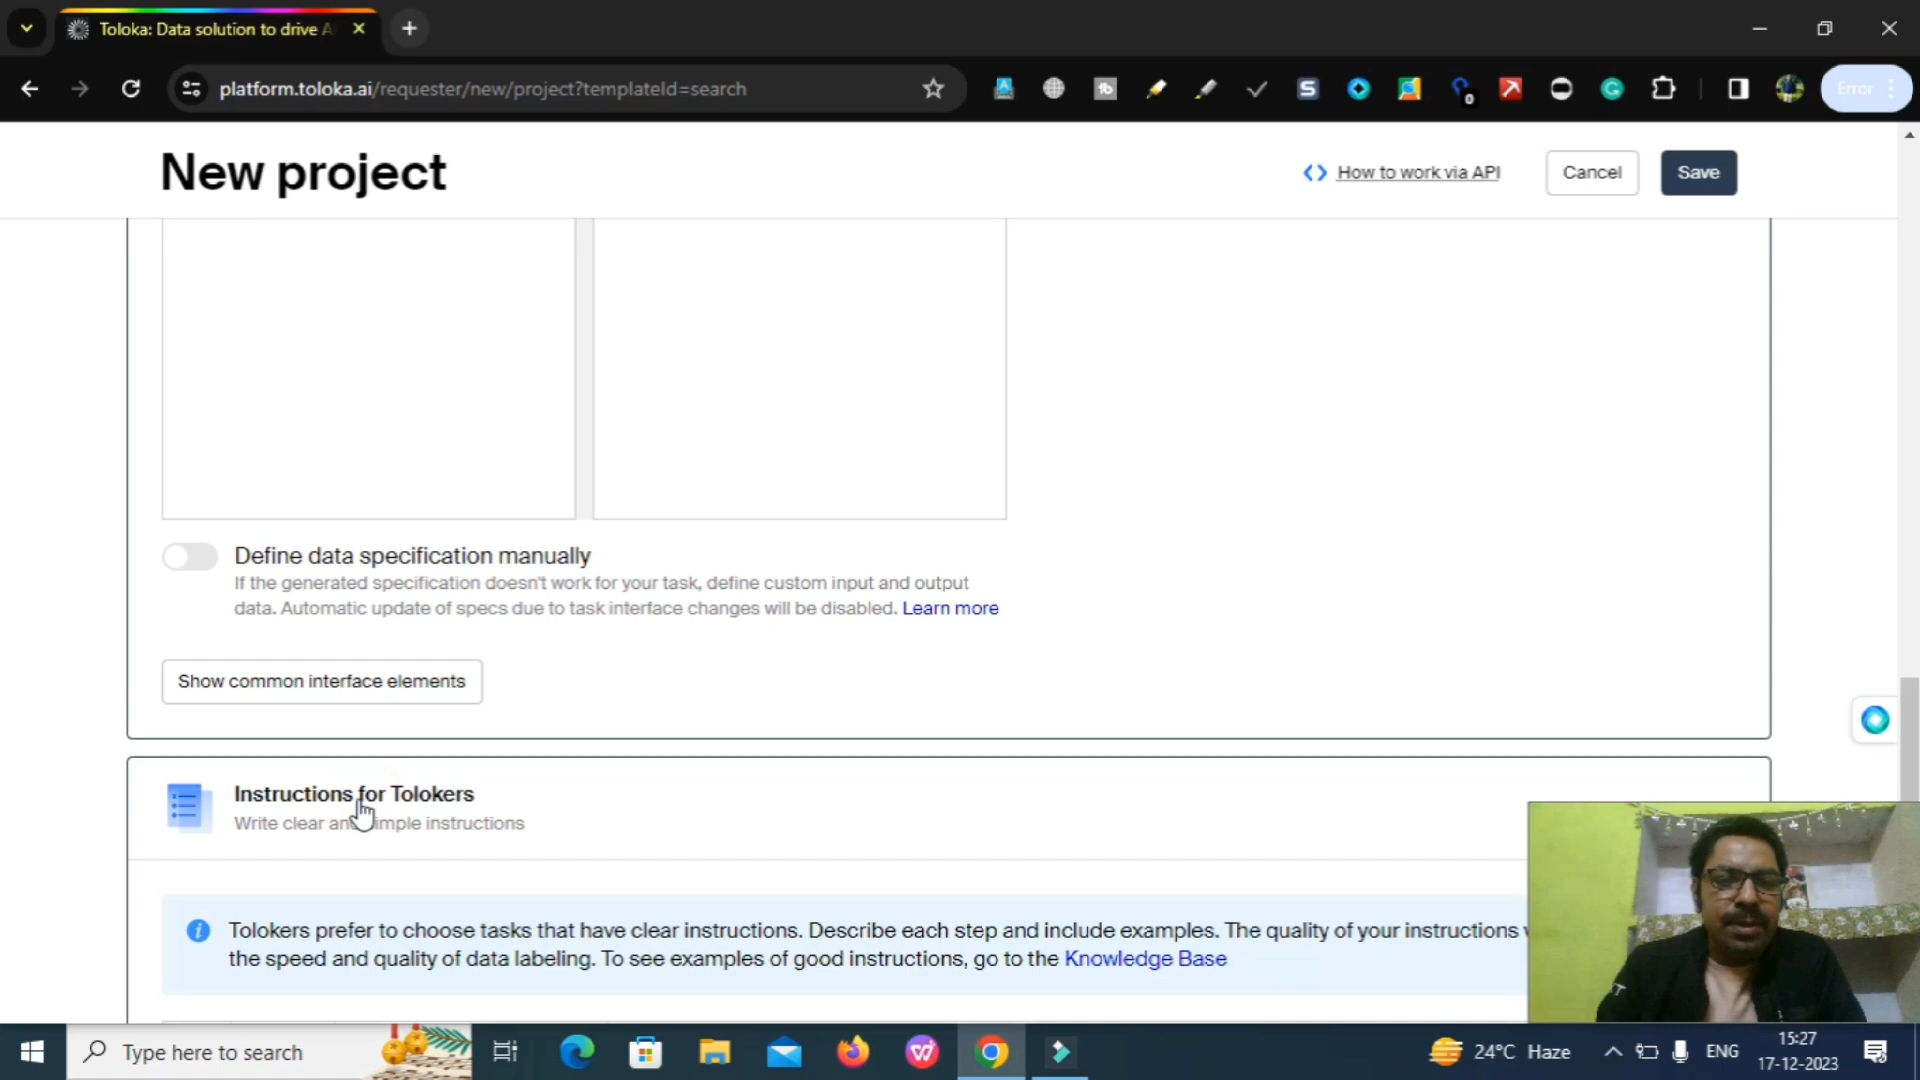 Toloka: Data solution to drive A
platform.toloka.ai/requester/new/project?templateId=search
Error
New project
How to work via API
Cancel
Save
Define data specification manually
If the generated specification doesn't work for your task, define custom input and output
data. Automatic update of specs due to task interface changes will be disabled. Learn more
Show common interface elements
Instructions for Tolokers
Write clear and simple instructions
Tolokers prefer to choose tasks that have clear instructions. Describe each step and include examples. The quality of your instructions
the speed and quality of data labeling. To see examples of good instructions, go to the Knowledge Base
Type here to search
24°C Haze
ENG
15:27
17-12-2023